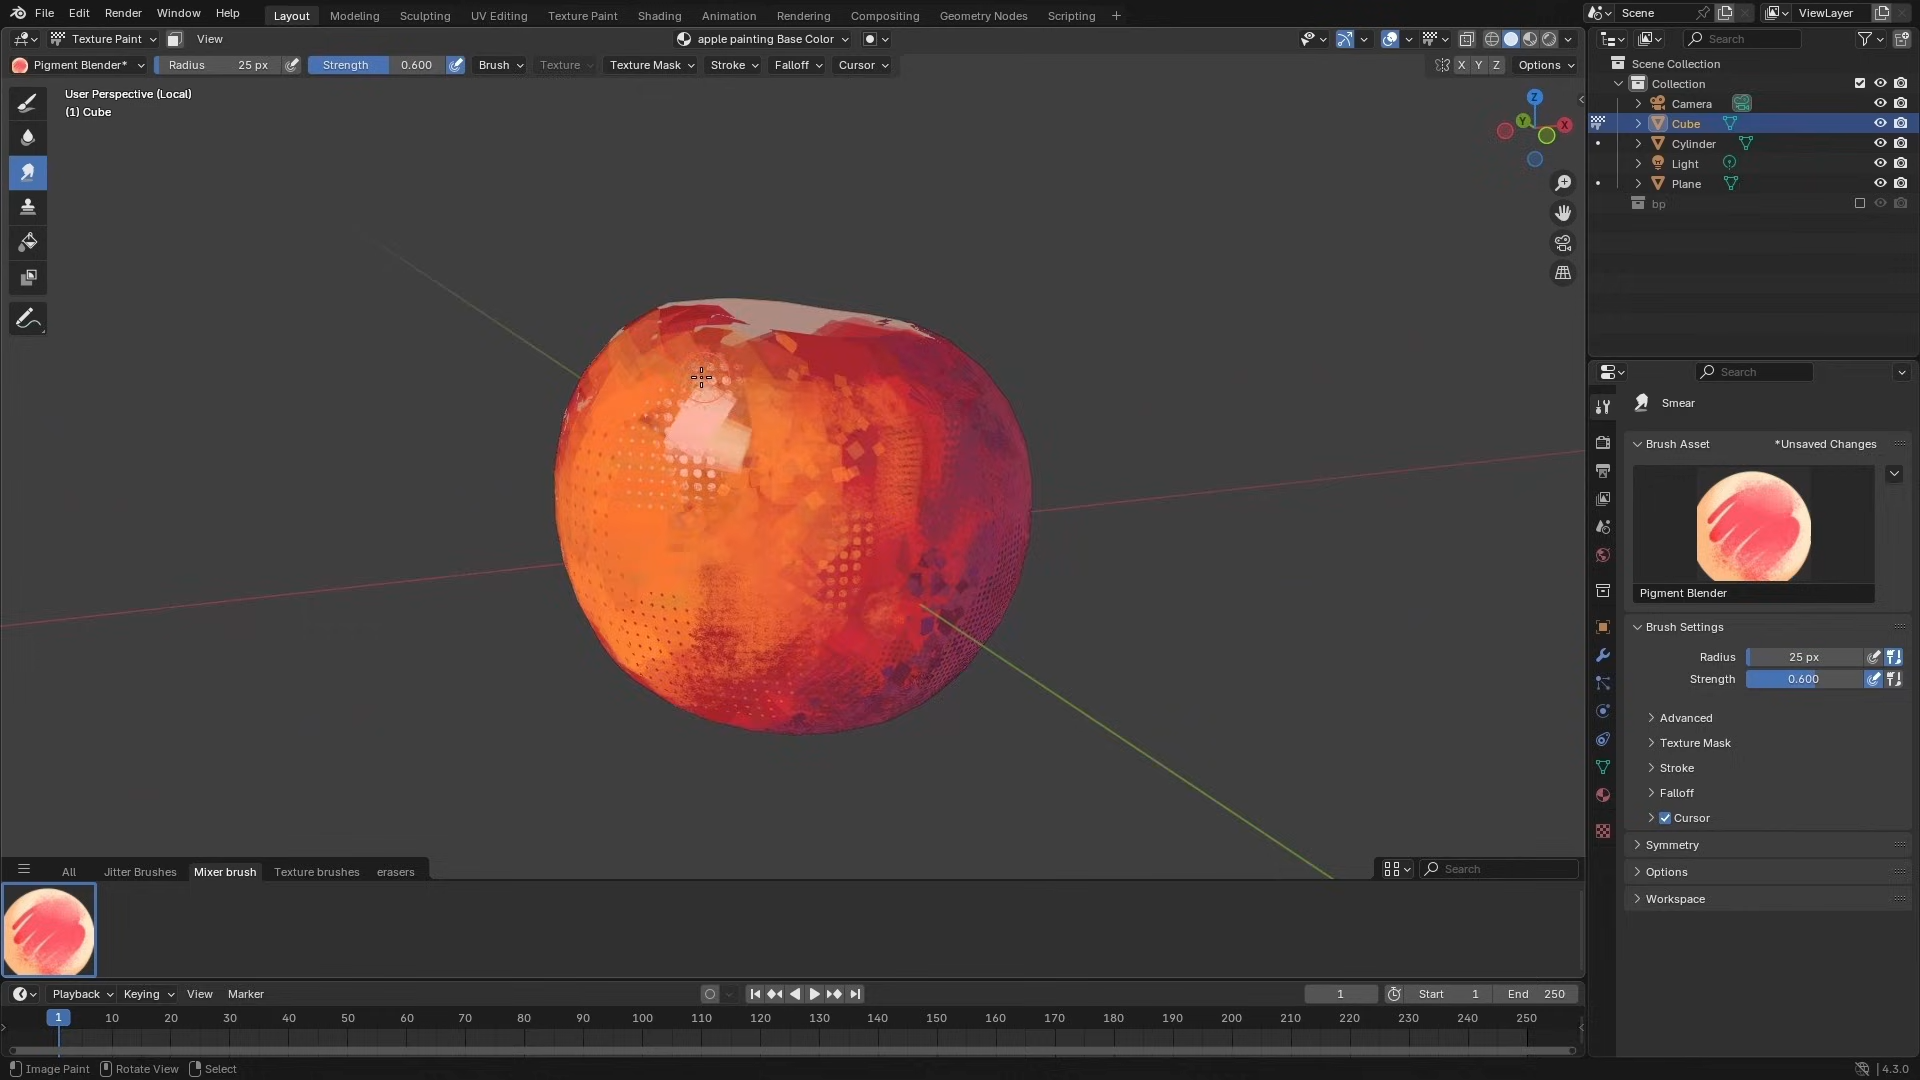 File Edit Render Window Help Layout Modeling Sculpting UV Editing Texture Paint Shading Animation Rendering Compositing Geometry Nodes Scripting + Scene ViewLayer
Texture Paint View apple painting Base Color Search
Pigment Blender* Radius 25 px Strength 0.600 Brush Texture Texture Mask Stroke Falloff Cursor X Y Z Options
User Perspective (Local)
(1) Cube
Z
Y
X
Scene Collection
Collection
Camera
Cube
Cylinder
Light
Plane
bp
Search
Smear
Brush Asset *Unsaved Changes
Pigment Blender
Brush Settings
Radius 25 px
Strength 0.600
Advanced
Texture Mask
Stroke
Falloff
Cursor
Symmetry
Options
Workspace
All Jitter Brushes Mixer brush Texture brushes erasers Search
Playback Keying View Marker 1 Start 1 End 250
1 10 20 30 40 50 60 70 80 90 100 110 120 130 140 150 160 170 180 190 200 210 220 230 240 250
Image Paint Rotate View Select 4.3.0